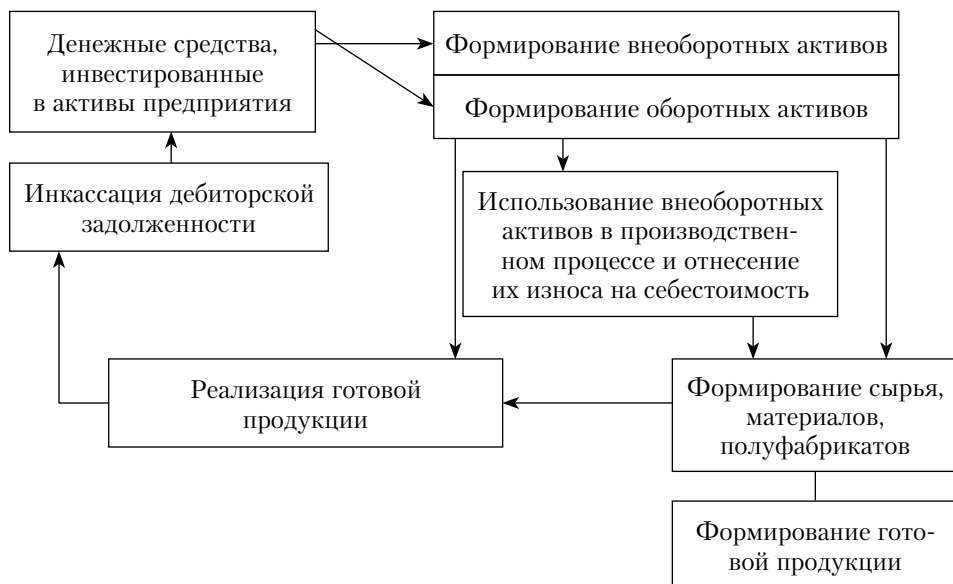 Денежные средства,
инвестированные
в активы предприятия
Формирование внеоборотных активов
Формирование оборотных активов
Инкассация дебиторской
задолженности
Использование внеоборотных
активов в производствен-
ном процессе и отнесение
их износа на себестоимость
Реализация готовой
продукции
Формирование сырья,
материалов,
полуфабрикатов
Формирование гото-
вой продукции